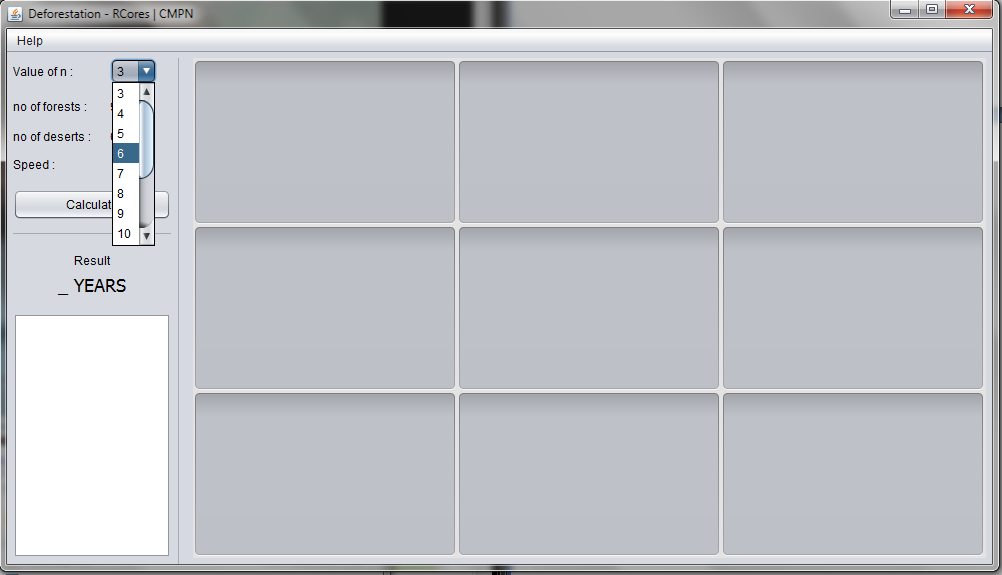 Deforestation - RCores | CMPN
Help
Value of n : 3
3
no of forests :
4
5
no of deserts :
6
Speed :
7
8
Calculat
9
10
Result
_ YEARS